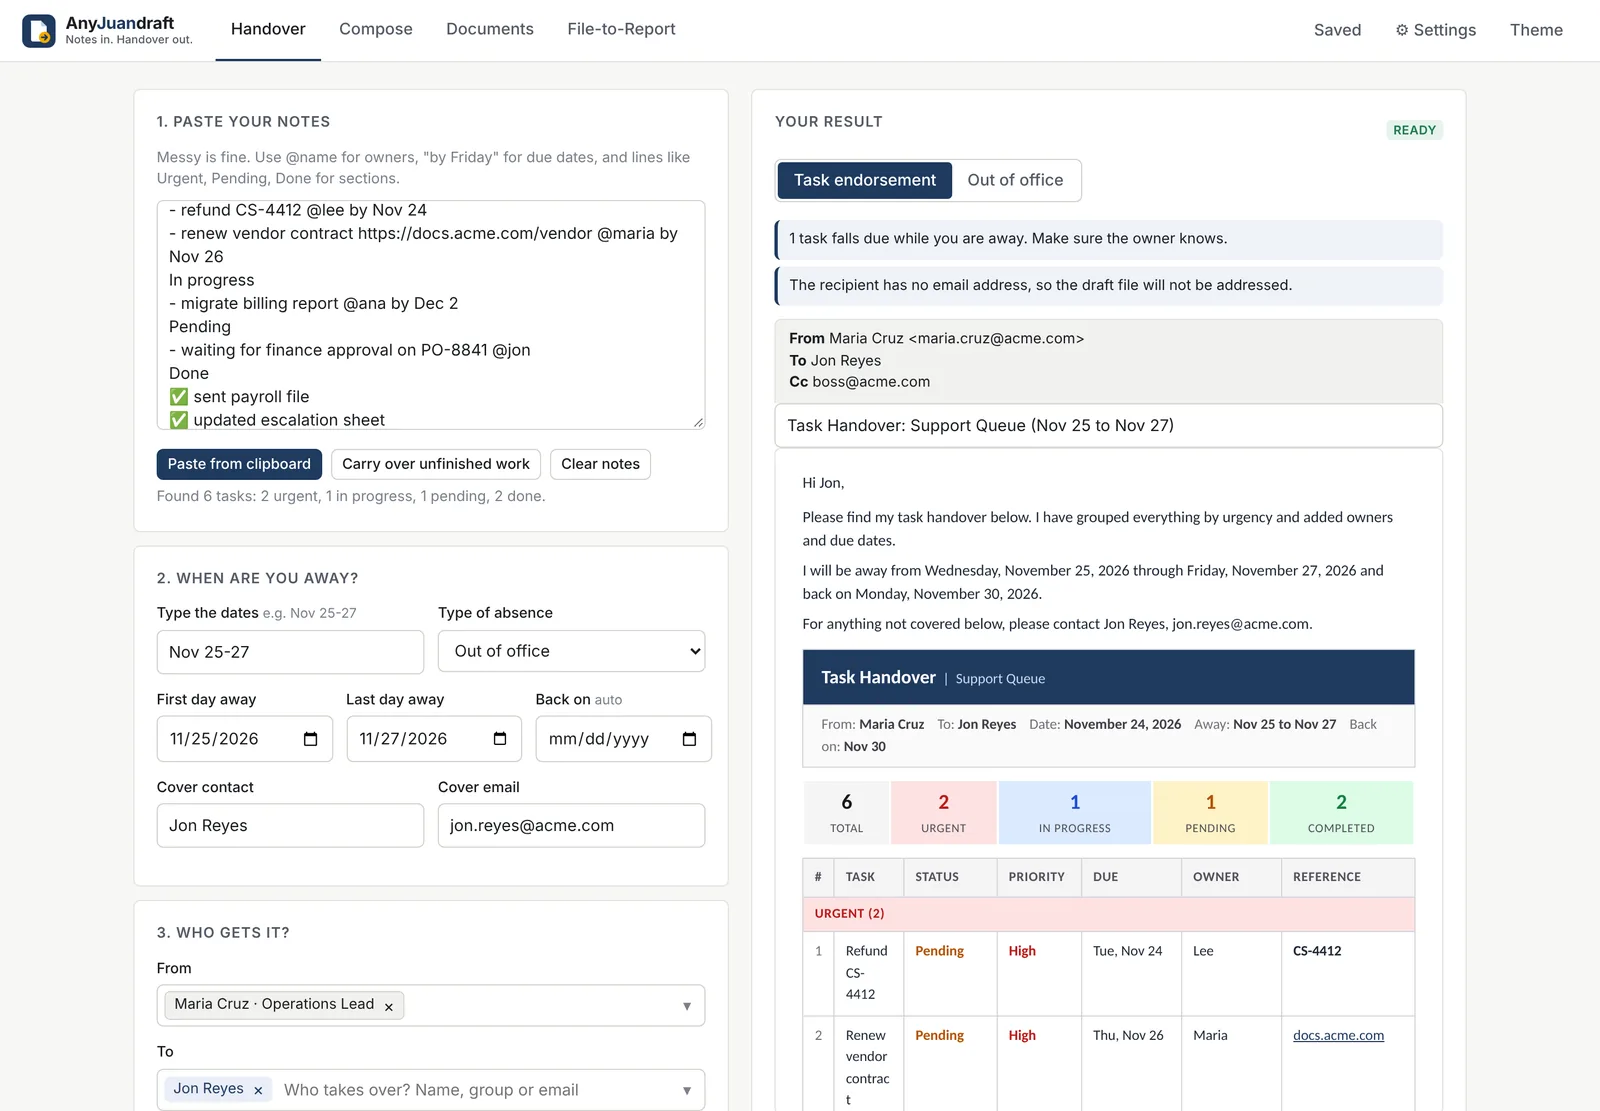 AnyJuandraft
Notes in. Handover out.
Handover
Compose
Documents
File-to-Report
Saved
⚙ Settings
Theme
1. PASTE YOUR NOTES
Messy is fine. Use @name for owners, "by Friday" for due dates, and lines like
Urgent, Pending, Done for sections.
- refund CS-4412 @lee by Nov 24
- renew vendor contract https://docs.acme.com/vendor @maria by
Nov 26
In progress
- migrate billing report @ana by Dec 2
Pending
- waiting for finance approval on PO-8841 @jon
Done
✅ sent payroll file
✅ updated escalation sheet
Paste from clipboard
Carry over unfinished work
Clear notes
Found 6 tasks: 2 urgent, 1 in progress, 1 pending, 2 done.
2. WHEN ARE YOU AWAY?
Type the dates e.g. Nov 25-27
Type of absence
Nov 25-27
Out of office
First day away
Last day away
Back on auto
11/25/2026
11/27/2026
mm/dd/yyyy
Cover contact
Cover email
Jon Reyes
jon.reyes@acme.com
3. WHO GETS IT?
From
Maria Cruz · Operations Lead ×
To
Jon Reyes × Who takes over? Name, group or email
YOUR RESULT
READY
Task endorsement
Out of office
1 task falls due while you are away. Make sure the owner knows.
The recipient has no email address, so the draft file will not be addressed.
From Maria Cruz <maria.cruz@acme.com>
To Jon Reyes
Cc boss@acme.com
Task Handover: Support Queue (Nov 25 to Nov 27)
Hi Jon,
Please find my task handover below. I have grouped everything by urgency and added owners
and due dates.
I will be away from Wednesday, November 25, 2026 through Friday, November 27, 2026 and
back on Monday, November 30, 2026.
For anything not covered below, please contact Jon Reyes, jon.reyes@acme.com.
Task Handover | Support Queue
From: Maria Cruz To: Jon Reyes Date: November 24, 2026 Away: Nov 25 to Nov 27 Back
on: Nov 30
6 2 1 1 2
TOTAL URGENT IN PROGRESS PENDING COMPLETED
# TASK STATUS PRIORITY DUE OWNER REFERENCE
URGENT (2)
1 Refund Pending High Tue, Nov 24 Lee CS-4412
CS-
4412
2 Renew Pending High Thu, Nov 26 Maria docs.acme.com
vendor
contrac
t